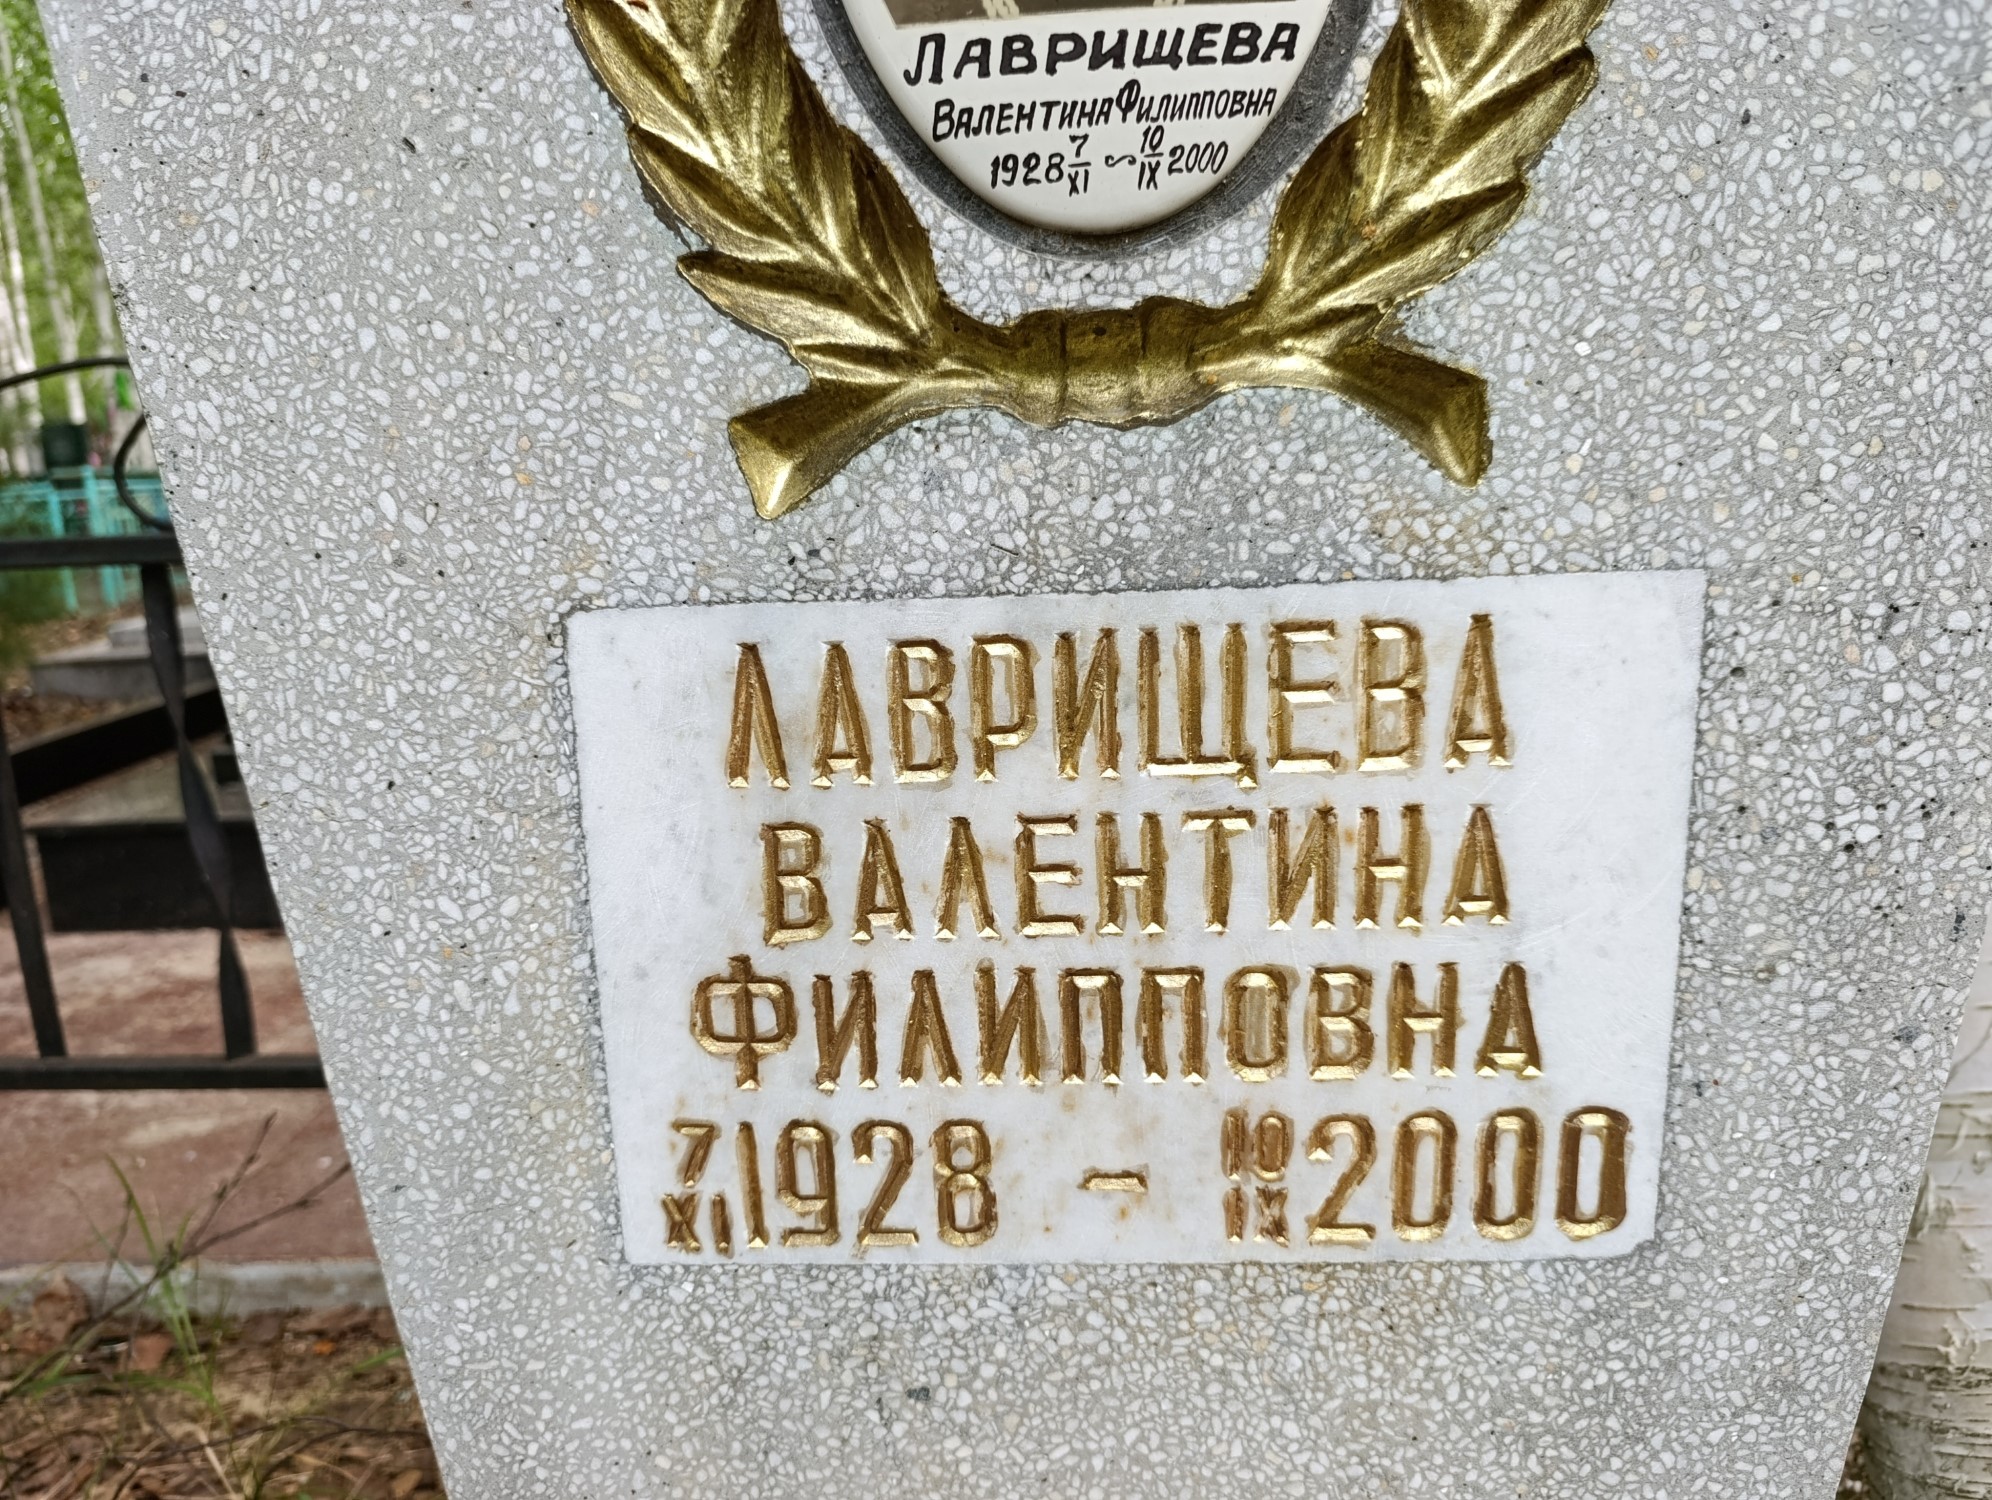 ЛАВРИЩЕВА
ВАЛЕНТИНА ФИЛИППОВНА
1928 7/XI ~ 10/IX 2000
ЛАВРИЩЕВА
ВАЛЕНТИНА
ФИЛИППОВНА
7/XI 1928 - 10/IX 2000